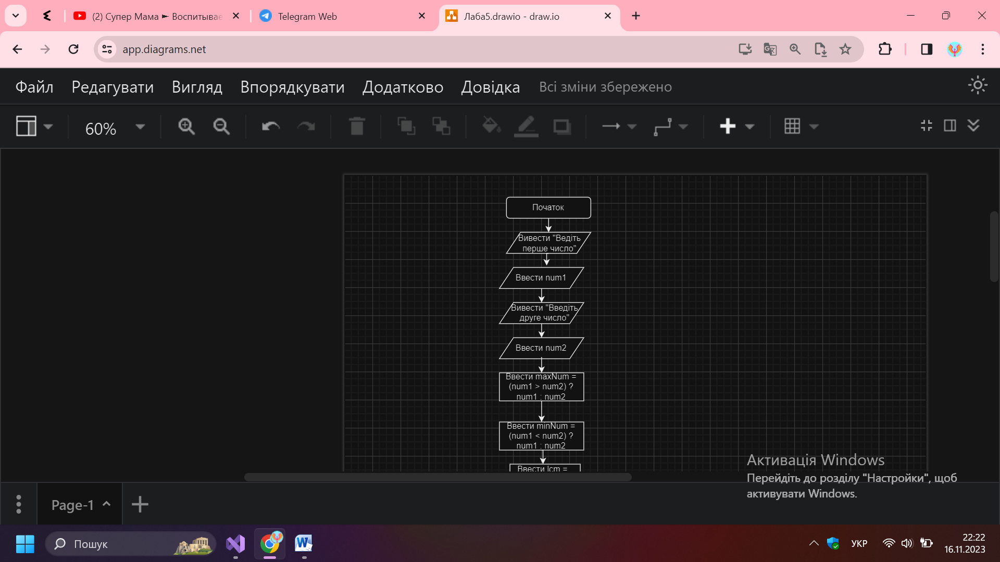 (2) Супер Мама ► Воспитывае
Telegram Web
Лаба5.drawio - draw.io
app.diagrams.net
Файл Редагувати Вигляд Впорядкувати Додатково Довідка Всі зміни збережено
60%
Початок
Вивести "Ведіть
перше число"
Ввести num1
Вивести "Введіть
друге число"
Ввести num2
Ввести maxNum =
(num1 > num2) ?
num1 : num2
Ввести minNum =
(num1 < num2) ?
num1 : num2
Ввести lcm =
Активація Windows
Перейдіть до розділу "Настройки", щоб
активувати Windows.
Page-1
Пошук
УКР
22:22
16.11.2023